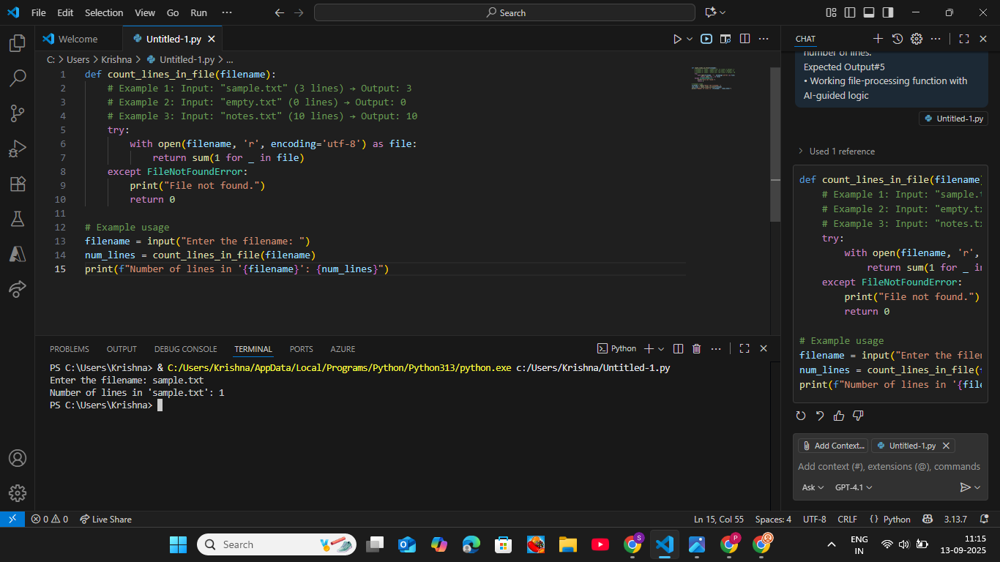 File Edit Selection View Go Run ··· Search
Welcome
Untitled-1.py
C: > Users > Krishna > Untitled-1.py > ...
1 def count_lines_in_file(filename):
2 # Example 1: Input: "sample.txt" (3 lines) → Output: 3
3 # Example 2: Input: "empty.txt" (0 lines) → Output: 0
4 # Example 3: Input: "notes.txt" (10 lines) → Output: 10
5 try:
6 with open(filename, 'r', encoding='utf-8') as file:
7 return sum(1 for _ in file)
8 except FileNotFoundError:
9 print("File not found.")
10 return 0
11
12 # Example usage
13 filename = input("Enter the filename: ")
14 num_lines = count_lines_in_file(filename)
15 print(f"Number of lines in '{filename}': {num_lines}")
PROBLEMS OUTPUT DEBUG CONSOLE TERMINAL PORTS AZURE
Python
PS C:\Users\Krishna> & C:/Users/Krishna/AppData/Local/Programs/Python/Python313/python.exe c:/Users/Krishna/Untitled-1.py
Enter the filename: sample.txt
Number of lines in 'sample.txt': 1
PS C:\Users\Krishna>
CHAT
number of lines.
Expected Output#5
• Working file-processing function with
AI-guided logic
Untitled-1.py
Used 1 reference
def count_lines_in_file(filename)
# Example 1: Input: "sample.t
# Example 2: Input: "empty.tx
# Example 3: Input: "notes.tx
try:
with open(filename, 'r',
return sum(1 for _ in
except FileNotFoundError:
print("File not found.")
return 0
# Example usage
filename = input("Enter the filen
num_lines = count_lines_in_file(f
print(f"Number of lines in '{file
Add Context... Untitled-1.py
Add context (#), extensions (@), commands
Ask GPT-4.1
0 0 Live Share
Ln 15, Col 55 Spaces: 4 UTF-8 CRLF {} Python 3.13.7
Search
S
P
ENG
IN
11:15
13-09-2025